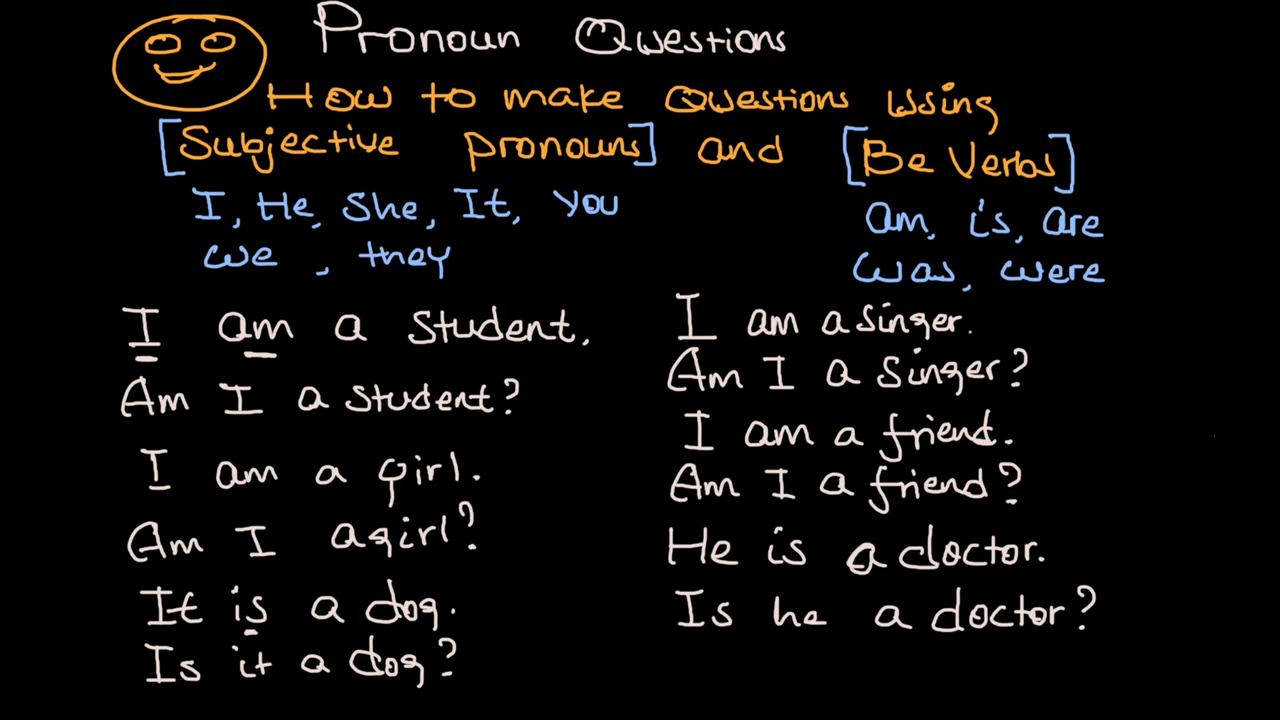 Pronoun Questions
How to make Questions Using
[Subjective pronouns] and [Be Verbs]
I, He, She, It, you
we, they
am, is, are
was, were
I am a student.
Am I a student?
I am a girl.
Am I a girl?
It is a dog.
Is it a dog?
I am a singer.
Am I a singer?
I am a friend.
Am I a friend?
He is a doctor.
Is he a doctor?